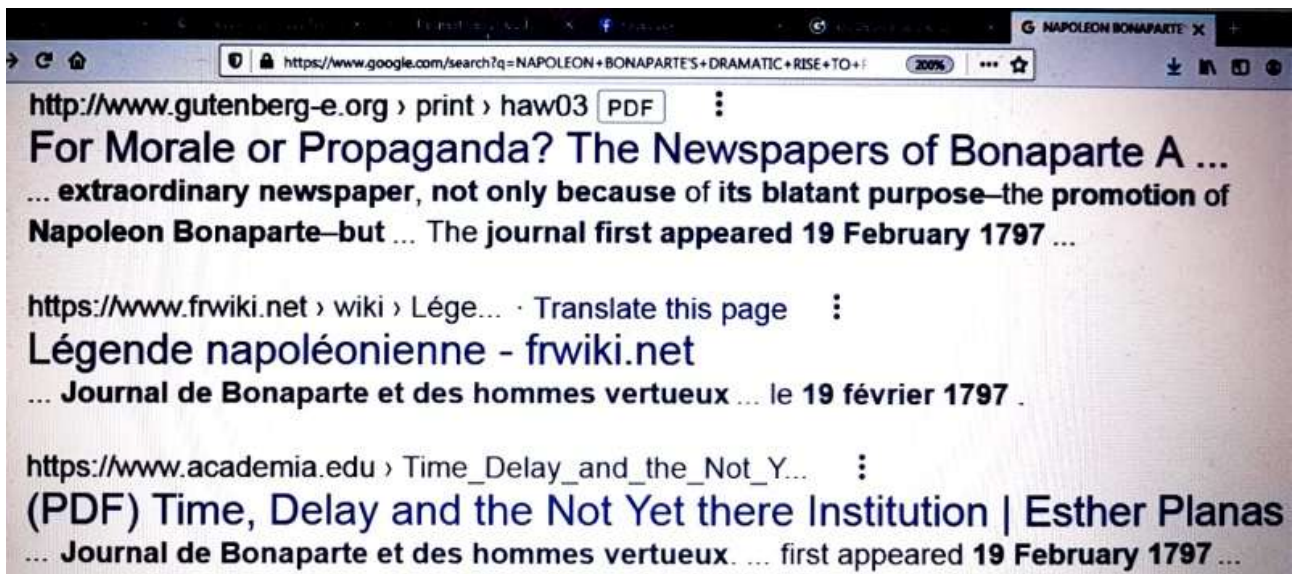 G NAPOLEON BONAPARTE'
https://www.google.com/search?q=NAPOLEON+BONAPARTE'S+DRAMATIC+RISE+TO+ 200%
http://www.gutenberg-e.org › print › haw03 PDF
For Morale or Propaganda? The Newspapers of Bonaparte A ...
... extraordinary newspaper, not only because of its blatant purpose–the promotion of
Napoleon Bonaparte–but ... The journal first appeared 19 February 1797 ...
https://www.frwiki.net › wiki › Lége... · Translate this page
Légende napoléonienne - frwiki.net
... Journal de Bonaparte et des hommes vertueux ... le 19 février 1797 .
https://www.academia.edu › Time_Delay_and_the_Not_Y...
(PDF) Time, Delay and the Not Yet there Institution | Esther Planas
... Journal de Bonaparte et des hommes vertueux. ... first appeared 19 February 1797 ...